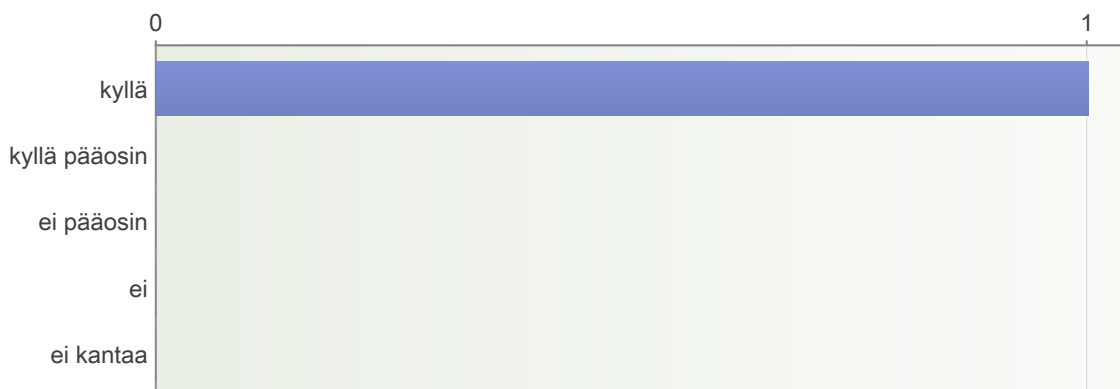 0 1
kyllä
kyllä pääosin
ei pääosin
ei
ei kantaa